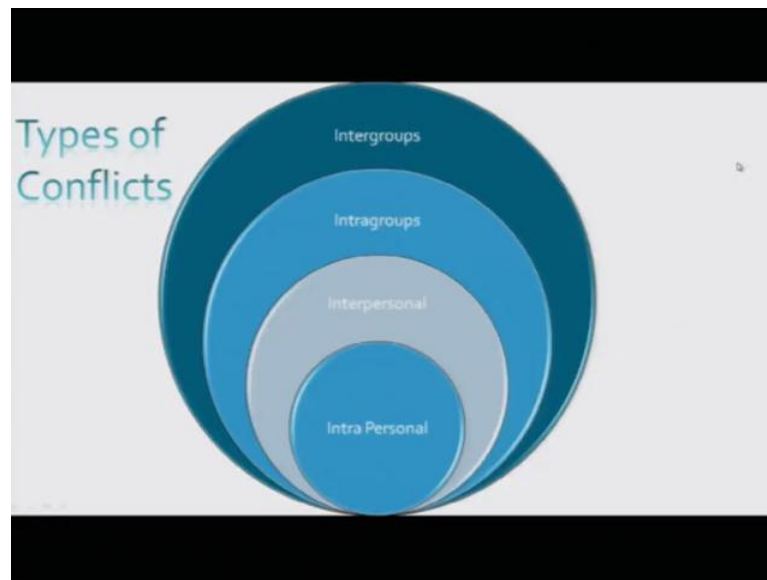 Types of
Conflicts
Intergroups
Intragroups
Interpersonal
Intra Personal